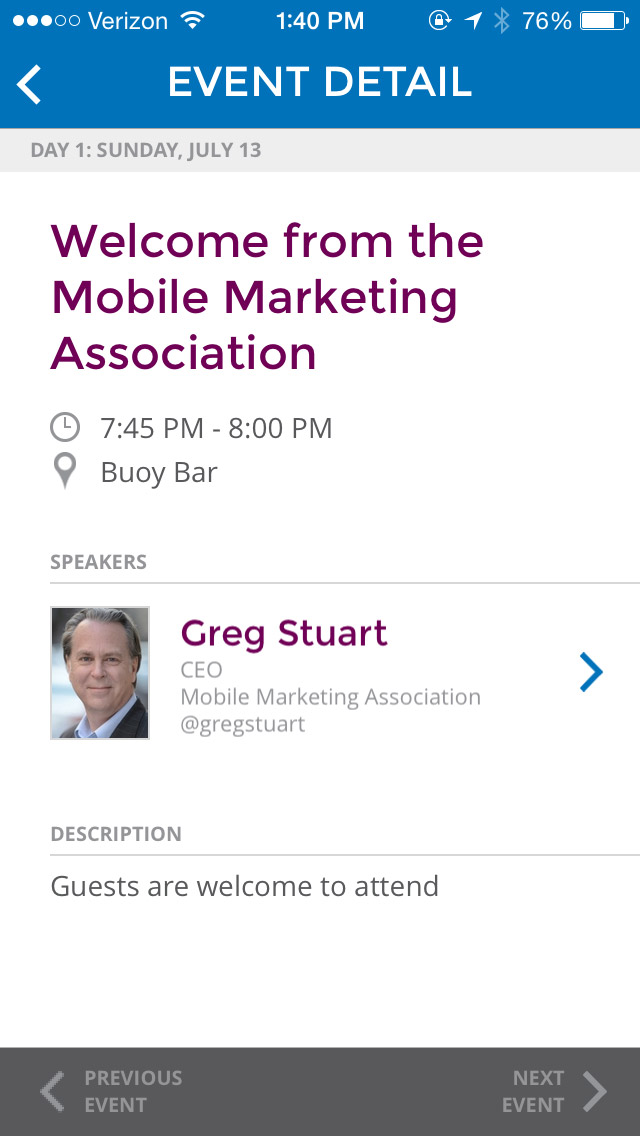 Verizon 1:40 PM 76%
EVENT DETAIL
DAY 1: SUNDAY, JULY 13
Welcome from the
Mobile Marketing
Association
7:45 PM - 8:00 PM
Buoy Bar
SPEAKERS
Greg Stuart
CEO
Mobile Marketing Association
@gregstuart
DESCRIPTION
Guests are welcome to attend
PREVIOUS
EVENT
NEXT
EVENT